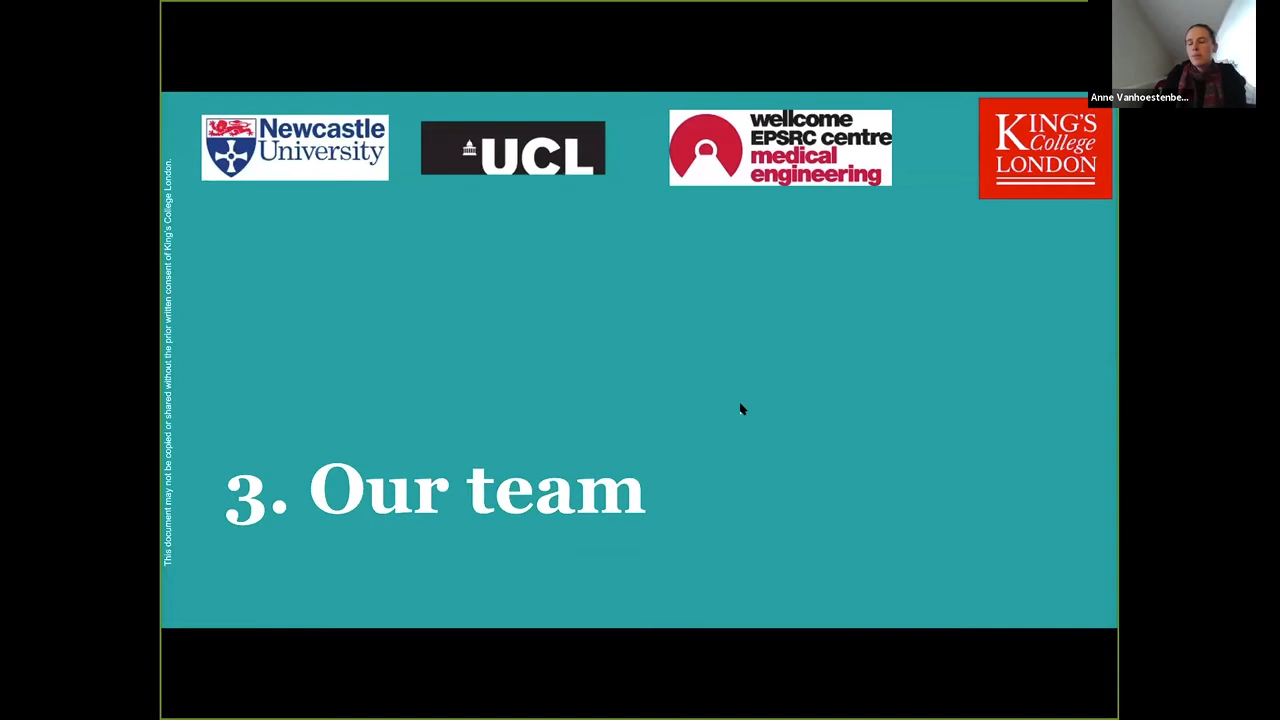 Anne Vanhoestenbe...
Newcastle
University
UCL
wellcome
EPSRC centre
medical
engineering
KING'S
College
LONDON
This document may not be copied or shared without the prior written consent of King's College London.
3. Our team